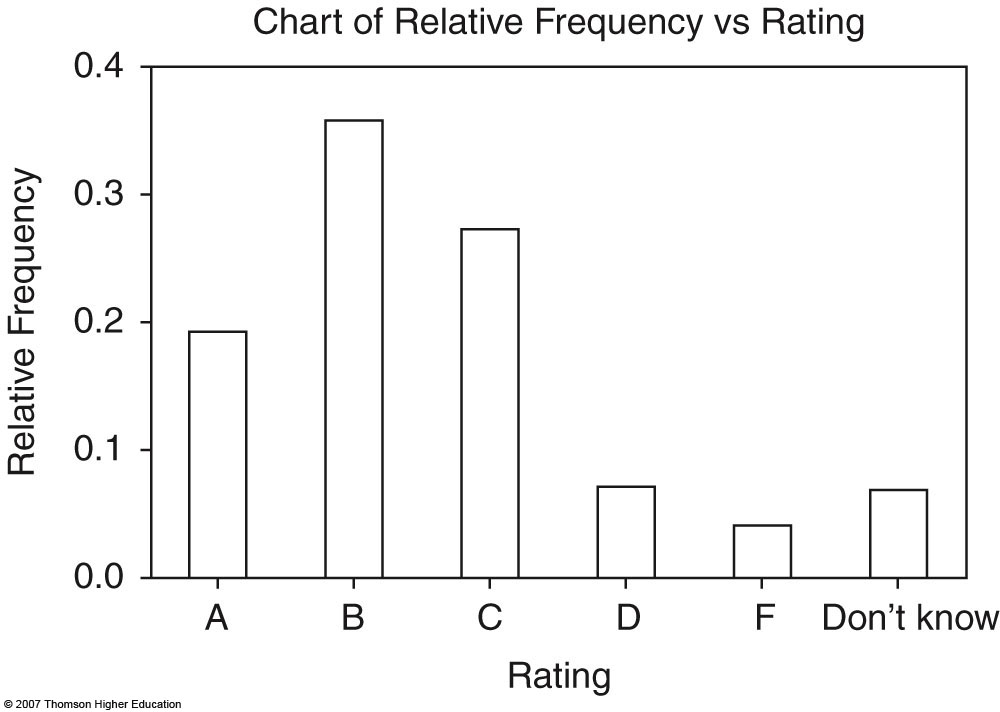 Chart of Relative Frequency vs Rating
0.4
0.3
0.2
0.1
0.0
Relative Frequency
A B C D F Don’t know
Rating
© 2007 Thomson Higher Education